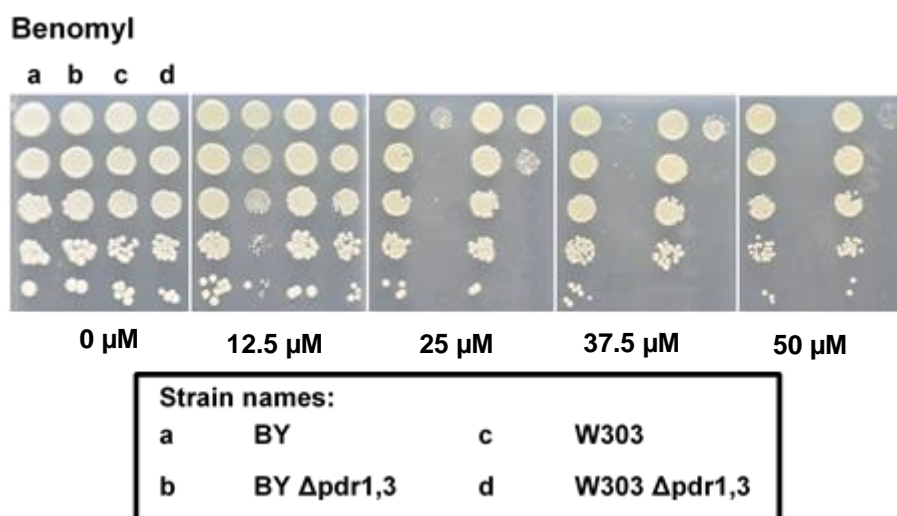 Benomyl
a b c d
0 µM 12.5 µM 25 µM 37.5 µM 50 µM
Strain names:
a BY c W303
b BY Δpdr1,3 d W303 Δpdr1,3